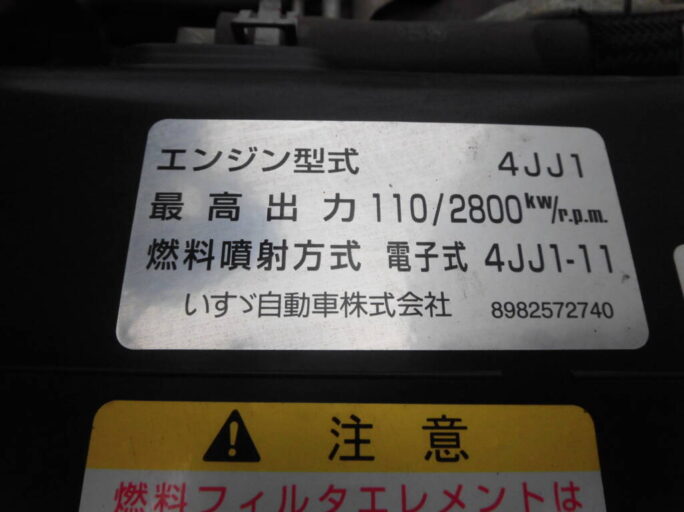 エンジン型式 4JJ1
最高出力 110/2800kW/r.p.m.
燃料噴射方式 電子式 4JJ1-11
いすゞ自動車株式会社 8982572740
注意
燃料フィルタエレメントは